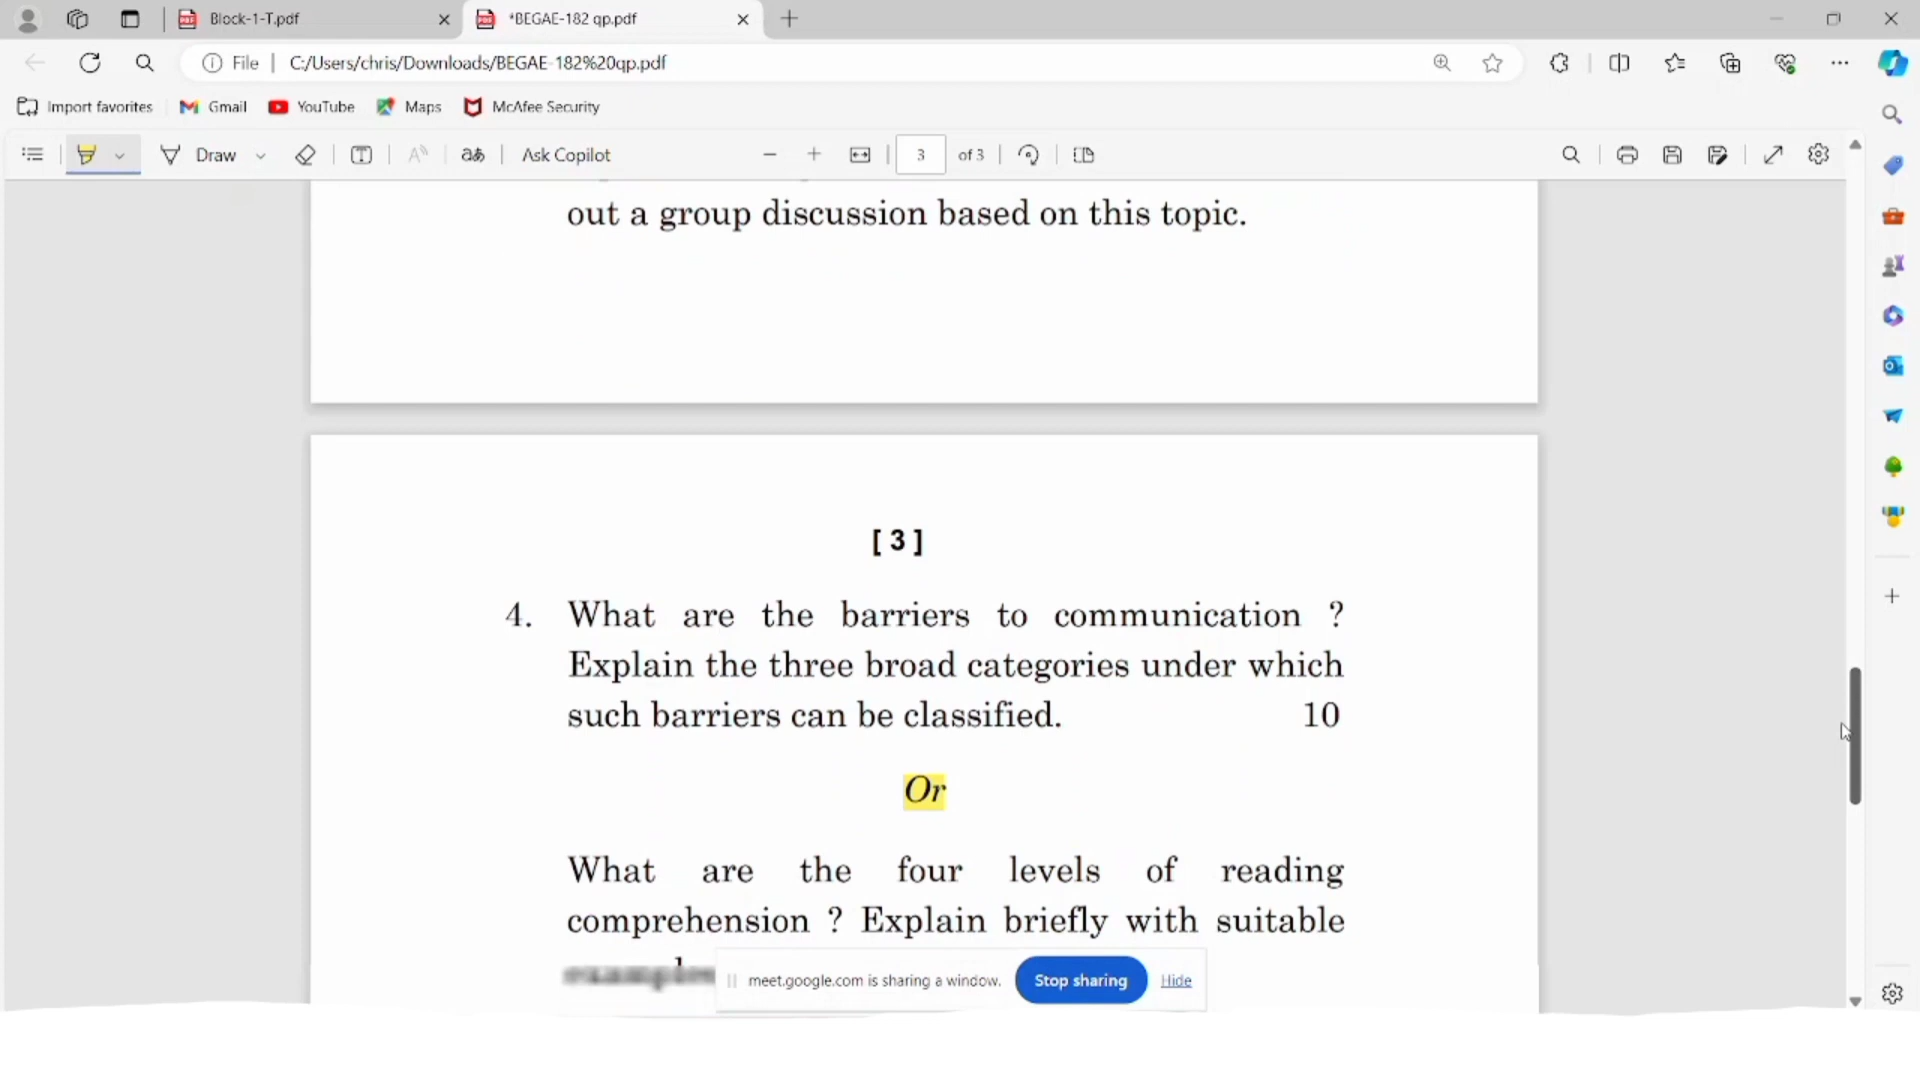 Block-1-T.pdf
*BEGAE-182 qp.pdf
File
C:/Users/chris/Downloads/BEGAE-182%20qp.pdf
Import favorites
Gmail
YouTube
Maps
McAfee Security
Draw
aあ
Ask Copilot
3
of 3
out a group discussion based on this topic.
[ 3 ]
4. What are the barriers to communication ?
Explain the three broad categories under which
such barriers can be classified. 10
Or
What are the four levels of reading
comprehension ? Explain briefly with suitable
meet.google.com is sharing a window.
Stop sharing
Hide